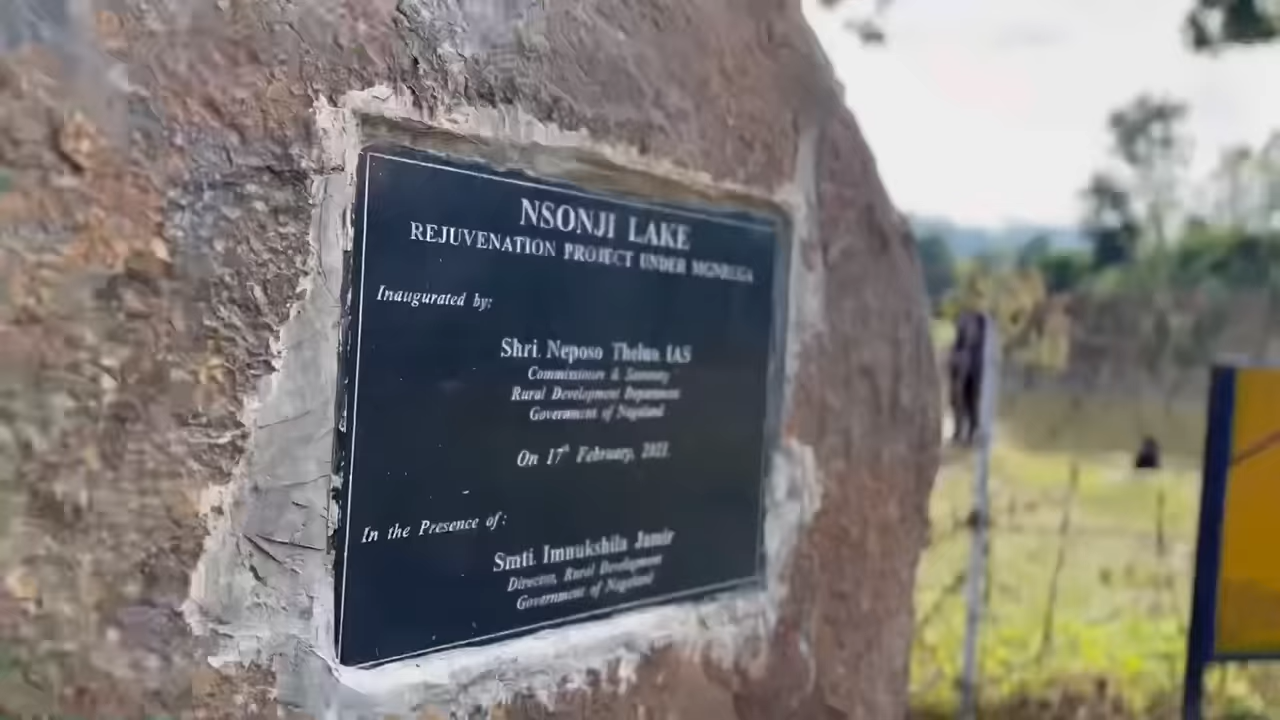 NSONJI LAKE
REJUVENATION PROJECT UNDER MGNREGA
Inaugurated by:
Shri. Neposo Theluo IAS
Commissioner & Secretary
Rural Development Department
Government of Nagaland
On 17th February, 2021.
In the Presence of:
Smti. Imnukshila Jamir
Director, Rural Development
Government of Nagaland